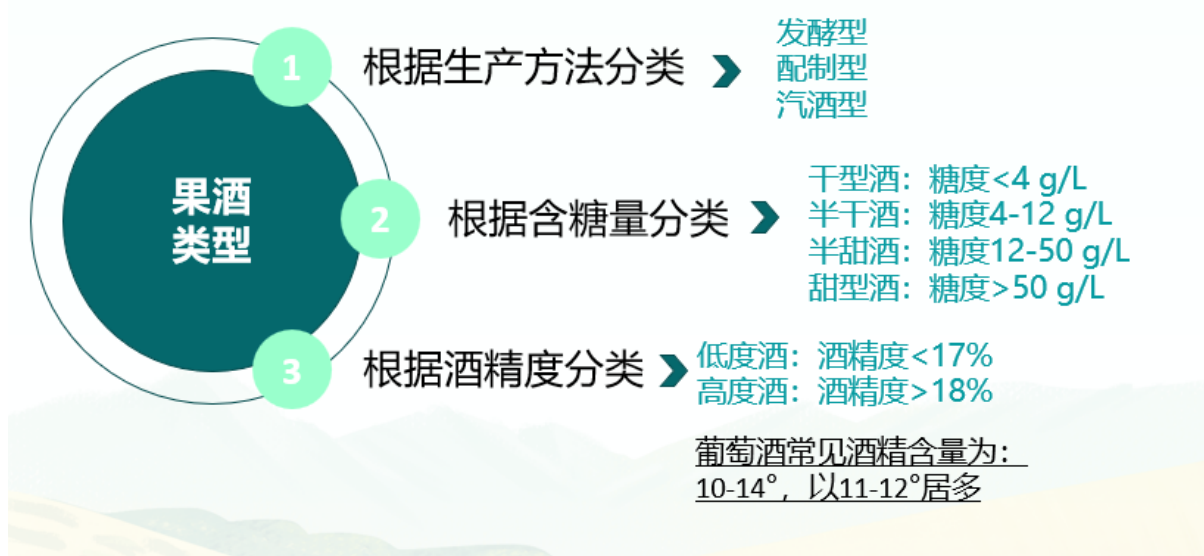 果酒
类型
1
根据生产方法分类
发酵型
配制型
汽酒型
2
根据含糖量分类
干型酒：糖度<4 g/L
半干酒：糖度4-12 g/L
半甜酒：糖度12-50 g/L
甜型酒：糖度>50 g/L
3
根据酒精度分类
低度酒：酒精度<17%
高度酒：酒精度>18%
葡萄酒常见酒精含量为：
10-14°，以11-12°居多